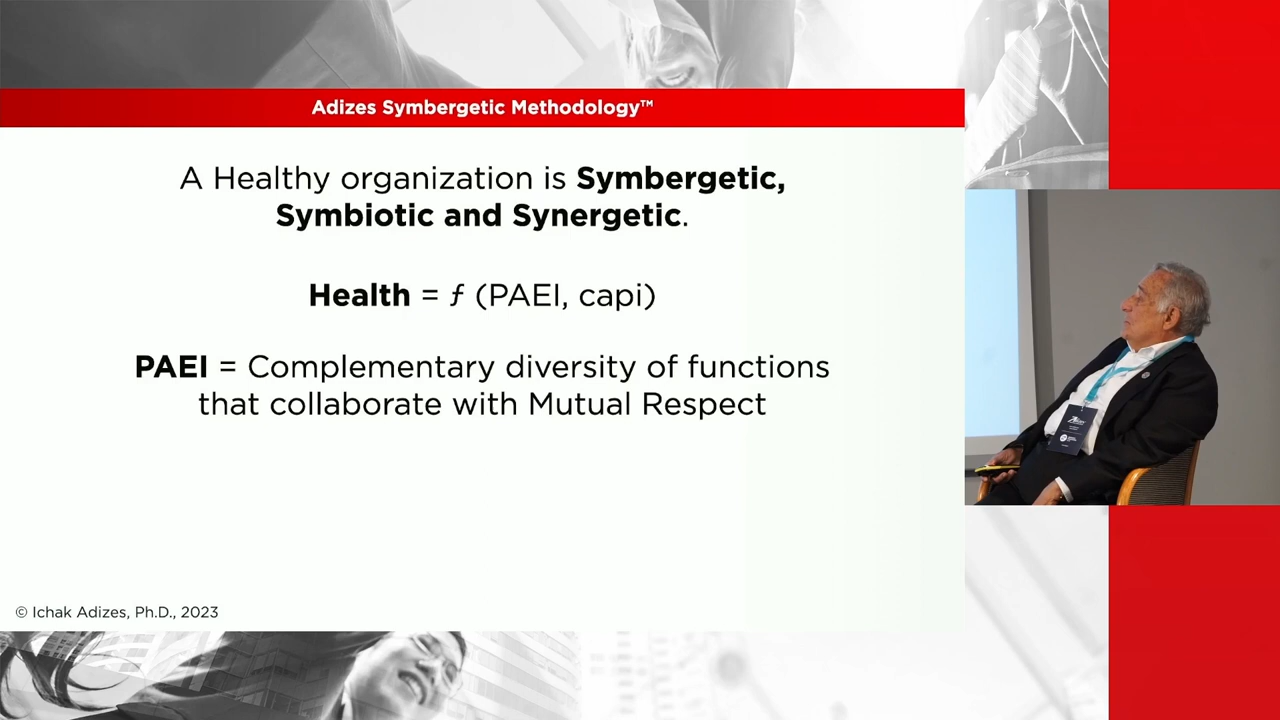 Adizes Symbergetic Methodology™
A Healthy organization is Symbergetic,
Symbiotic and Synergetic.
Health = ƒ (PAEI, capi)
PAEI = Complementary diversity of functions
that collaborate with Mutual Respect
© Ichak Adizes, Ph.D., 2023